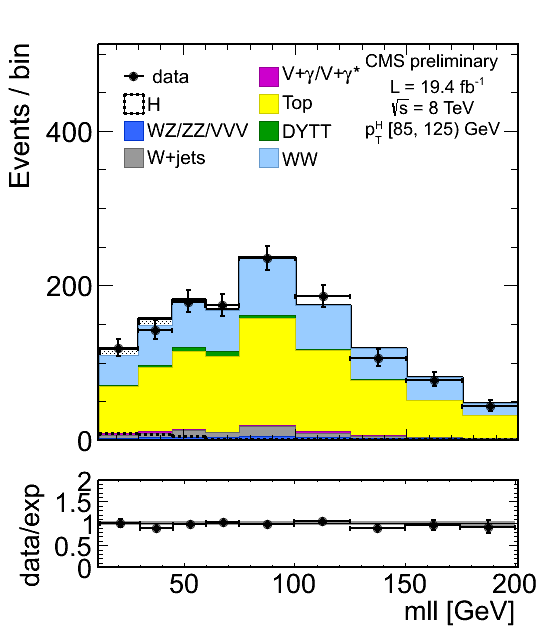 Events / bin
400
200
0
data
H
WZ/ZZ/VVV
W+jets
V+γ/V+γ*
Top
DYTT
WW
CMS preliminary
L = 19.4 fb⁻¹
√s = 8 TeV
p_T^H [85, 125) GeV
data/exp
2
1.5
1
0.5
0
50 100 150 200
mll [GeV]